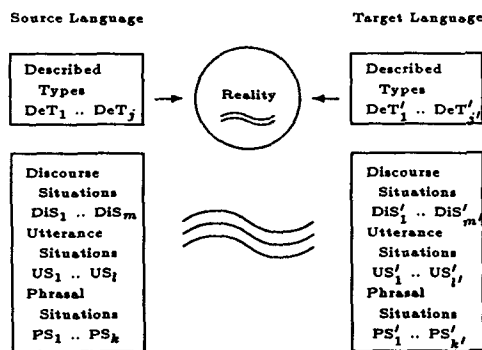 Source Language
Target Language
Described
Types
DeT₁ .. DeTⱼ
Reality
Described
Types
DeT′₁ .. DeT′ⱼ′
Discourse
Situations
DiS₁ .. DiSₘ
Utterance
Situations
US₁ .. USₗ
Phrasal
Situations
PS₁ .. PSₖ
Discourse
Situations
DiS′₁ .. DiS′ₘ′
Utterance
Situations
US′₁ .. US′ₗ′
Phrasal
Situations
PS′₁ .. PS′ₖ′